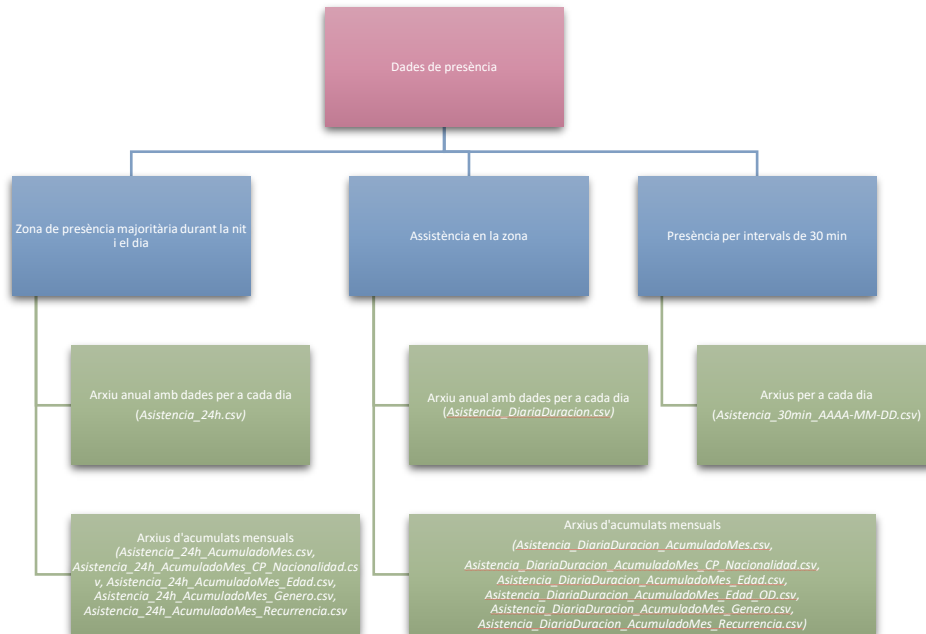 Dades de presència
Zona de presència majoritària durant la nit
i el dia
Assistència en la zona
Presència per intervals de 30 min
Arxiu anual amb dades per a cada dia
(Asistencia_24h.csv)
Arxiu anual amb dades per a cada dia
(Asistencia_DiariaDuracion.csv)
Arxius per a cada dia
(Asistencia_30min_AAAA-MM-DD.csv)
Arxius d'acumulats mensuals
(Asistencia_24h_AcumuladoMes.csv,
Asistencia_24h_AcumuladoMes_CP_Nacionalidad.cs
v, Asistencia_24h_AcumuladoMes_Edad.csv,
Asistencia_24h_AcumuladoMes_Genero.csv,
Asistencia_24h_AcumuladoMes_Recurrencia.csv
Arxius d'acumulats mensuals
(Asistencia_DiariaDuracion_AcumuladoMes.csv,
Asistencia_DiariaDuracion_AcumuladoMes_CP_Nacionalidad.csv,
Asistencia_DiariaDuracion_AcumuladoMes_Edad.csv,
Asistencia_DiariaDuracion_AcumuladoMes_Edad_OD.csv,
Asistencia_DiariaDuracion_AcumuladoMes_Genero.csv,
Asistencia_DiariaDuracion_AcumuladoMes_Recurrencia.csv)